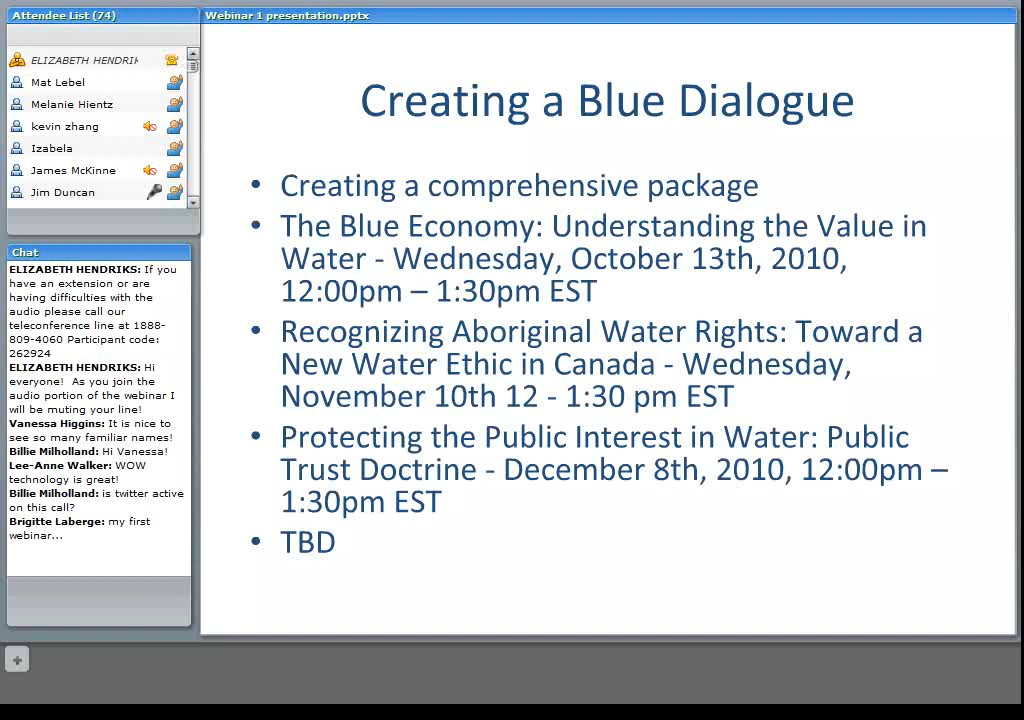 Attendee List (74)
ELIZABETH HENDRIK
Mat Lebel
Melanie Hientz
kevin zhang
Izabela
James McKinne
Jim Duncan
Chat
ELIZABETH HENDRIKS: If you
have an extension or are
having difficulties with the
audio please call our
teleconference line at 1888-
809-4060 Participant code:
262924
ELIZABETH HENDRIKS: Hi
everyone! As you join the
audio portion of the webinar I
will be muting your line!
Vanessa Higgins: It is nice to
see so many familiar names!
Billie Milholland: Hi Vanessa!
Lee-Anne Walker: WOW
technology is great!
Billie Milholland: is twitter active
on this call?
Brigitte Laberge: my first
webinar...
Webinar 1 presentation.pptx
Creating a Blue Dialogue
• Creating a comprehensive package
• The Blue Economy: Understanding the Value in
Water - Wednesday, October 13th, 2010,
12:00pm – 1:30pm EST
• Recognizing Aboriginal Water Rights: Toward a
New Water Ethic in Canada - Wednesday,
November 10th 12 - 1:30 pm EST
• Protecting the Public Interest in Water: Public
Trust Doctrine - December 8th, 2010, 12:00pm –
1:30pm EST
• TBD